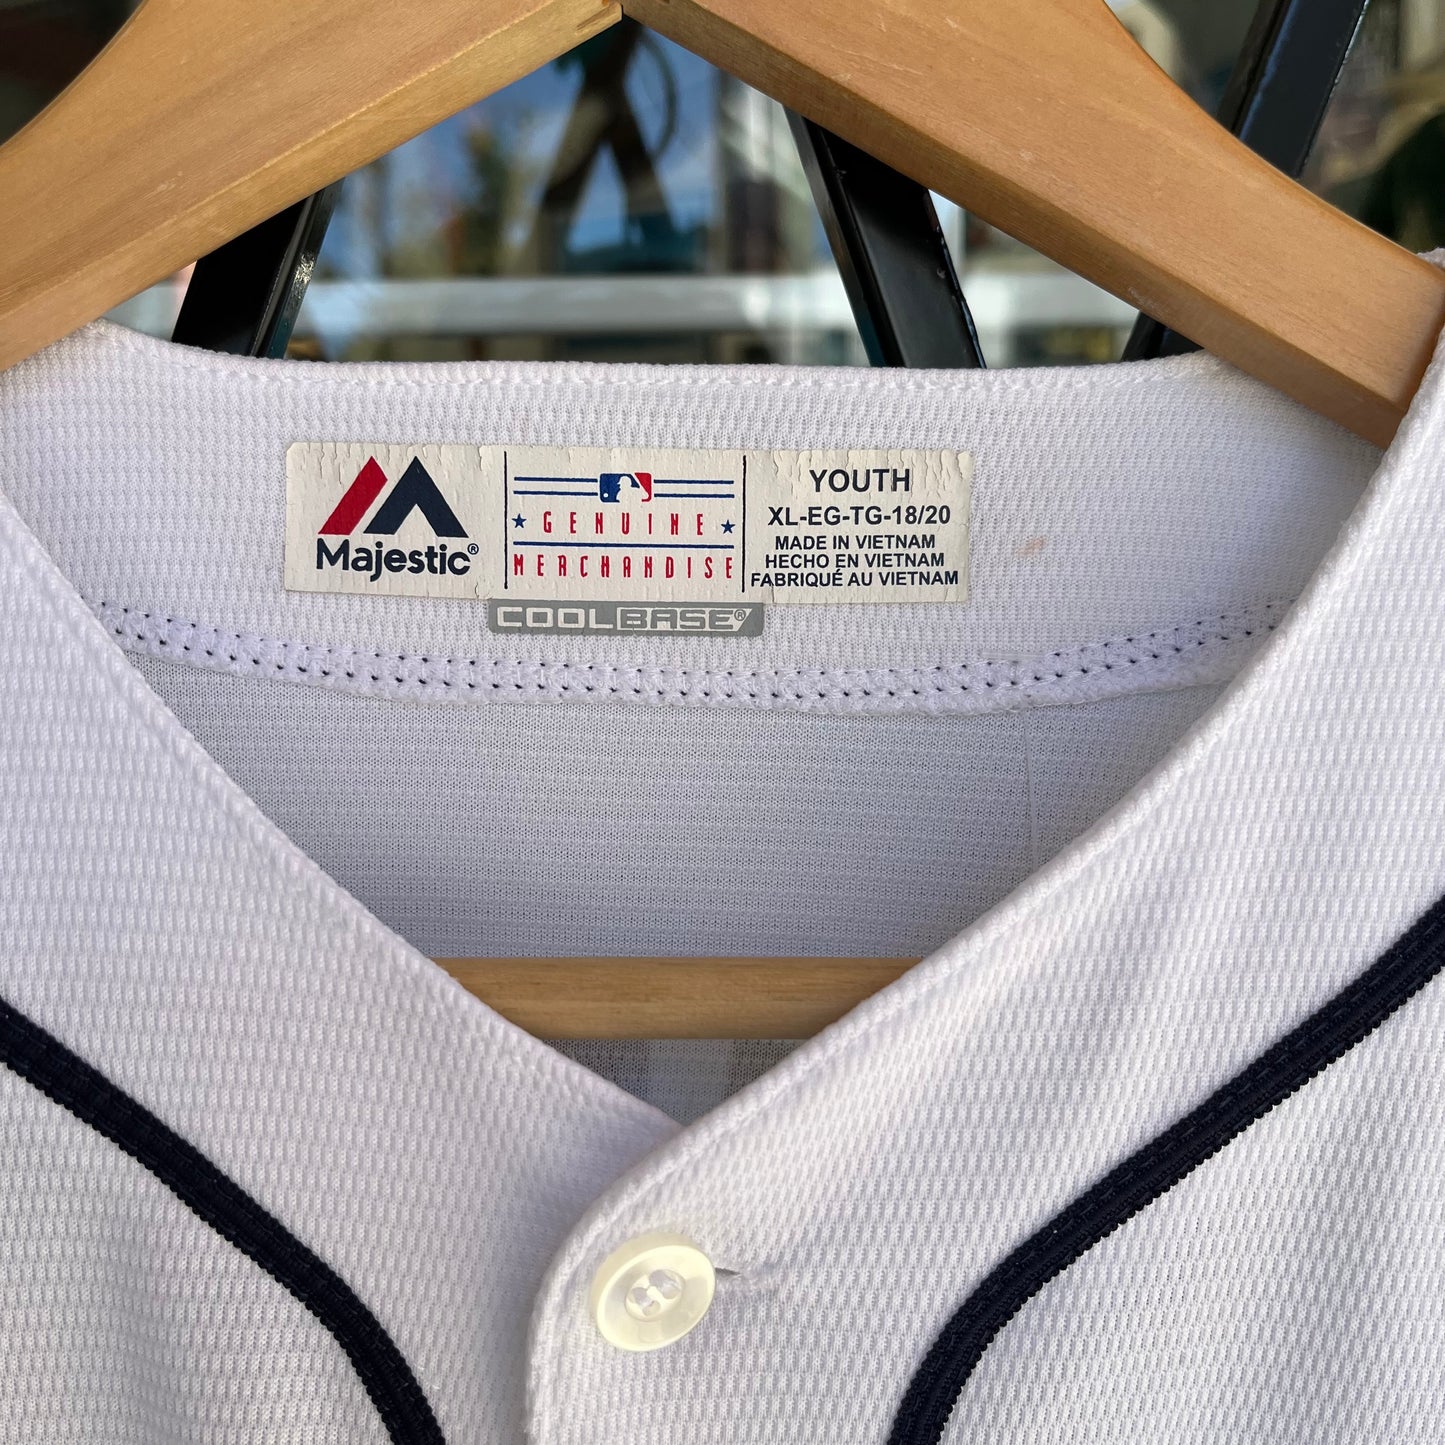 Majestic®
GENUINE
MERCHANDISE
YOUTH
XL-EG-TG-18/20
MADE IN VIETNAM
HECHO EN VIETNAM
FABRIQUÉ AU VIETNAM
COOLBASE®